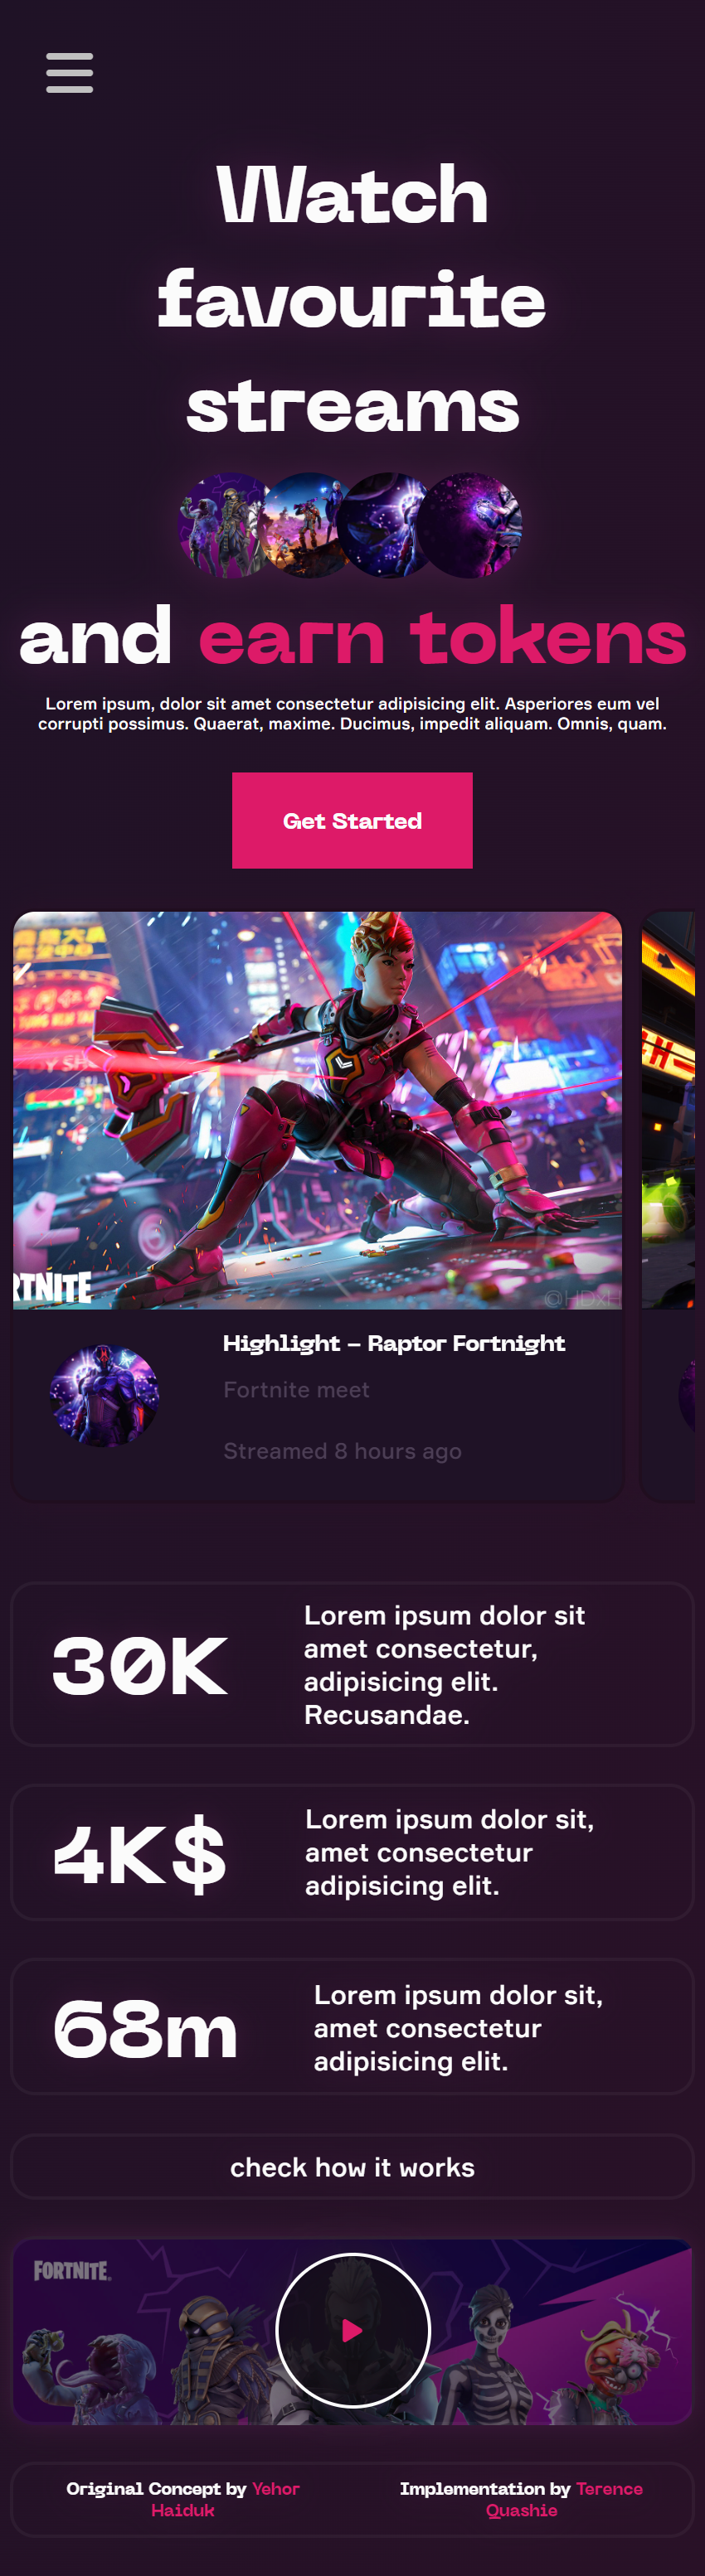 Watch
favourite
streams
and earn tokens
Lorem ipsum, dolor sit amet consectetur adipisicing elit. Asperiores eum vel
corrupti possimus. Quaerat, maxime. Ducimus, impedit aliquam. Omnis, quam.
Get Started
RTNITE
©HDxH
Highlight – Raptor Fortnight
Fortnite meet
Streamed 8 hours ago
30K
Lorem ipsum dolor sit
amet consectetur,
adipisicing elit.
Recusandae.
4K$
Lorem ipsum dolor sit,
amet consectetur
adipisicing elit.
68m
Lorem ipsum dolor sit,
amet consectetur
adipisicing elit.
check how it works
FORTNITE
Original Concept by Yehor
Haiduk
Implementation by Terence
Quashie